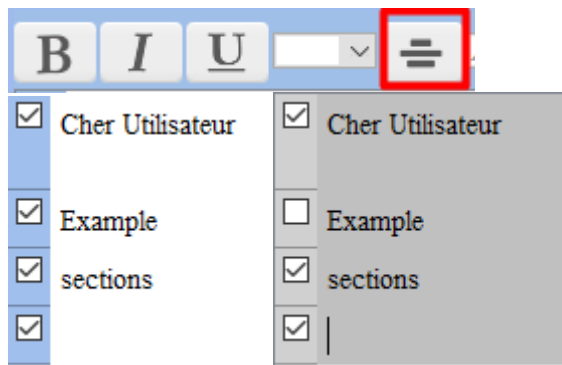 B I U
Cher Utilisateur Cher Utilisateur
Example Example
sections sections